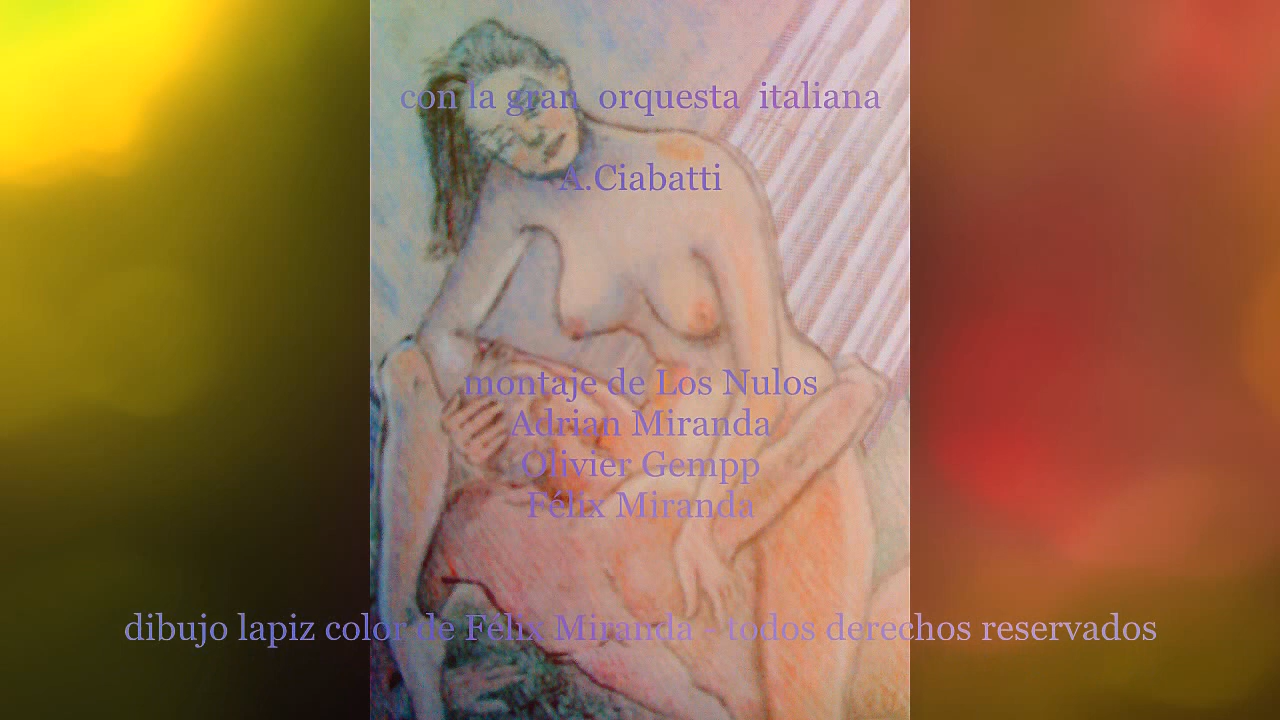 con la gran orquesta italiana
A.Ciabatti
montaje de Los Nulos
Adrian Miranda
Olivier Gempp
Félix Miranda
dibujo lapiz color de Félix Miranda - todos derechos reservados